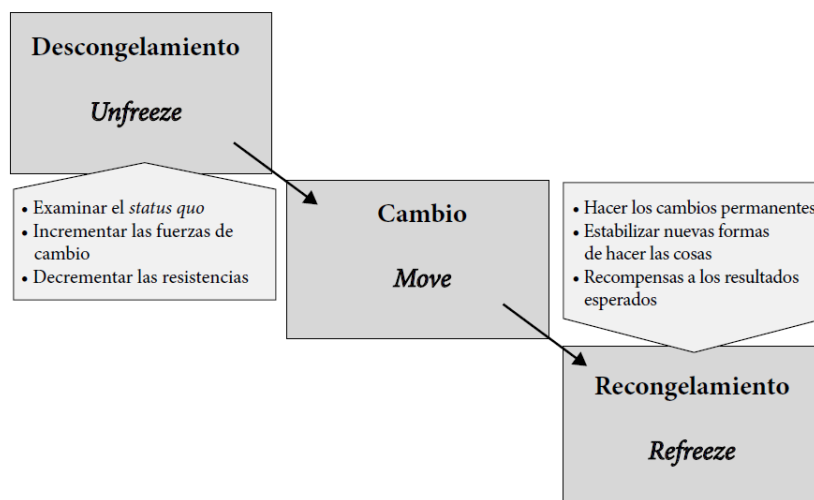 Descongelamiento
Unfreeze
• Examinar el status quo
• Incrementar las fuerzas de
cambio
• Decrementar las resistencias
Cambio
Move
• Hacer los cambios permanentes
• Estabilizar nuevas formas
de hacer las cosas
• Recompensas a los resultados
esperados
Recongelamiento
Refreeze